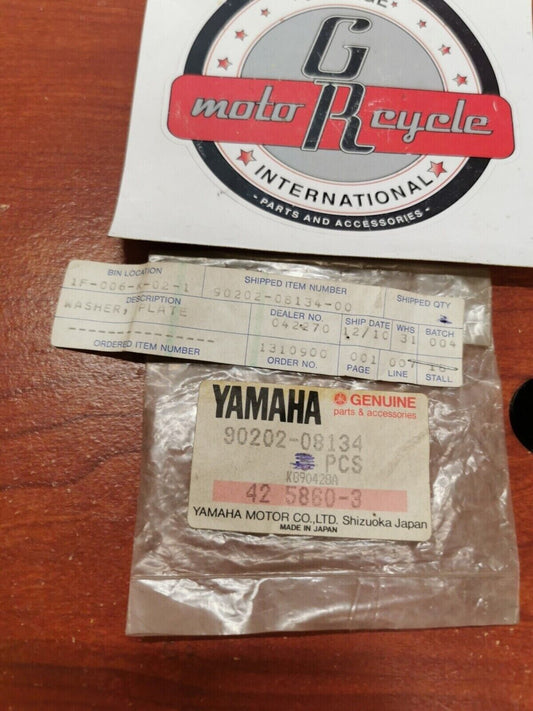 GR
moto cycle
INTERNATIONAL
- PARTS AND ACCESSORIES -
BIN LOCATION SHIPPED ITEM NUMBER SHIPPED QTY
1F-006-K-02-1 90202-08134-00
DESCRIPTION DEALER NO. SHIP DATE WHS BATCH
WASHER, PLATE 042270 12/10 31 004
ORDERED ITEM NUMBER ORDER NO. PAGE LINE STALL
1310900 001 007 16
YAMAHA GENUINE
parts & accessories
90202-08134
PCS
K890428A
42 5860-3
YAMAHA MOTOR CO.,LTD. Shizuoka Japan
MADE IN JAPAN